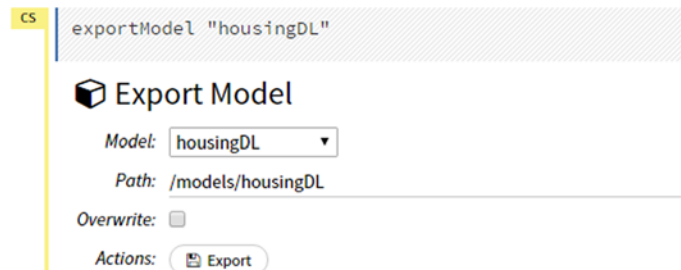 CS
exportModel "housingDL"
Export Model
Model: housingDL
Path: /models/housingDL
Overwrite:
Actions: Export